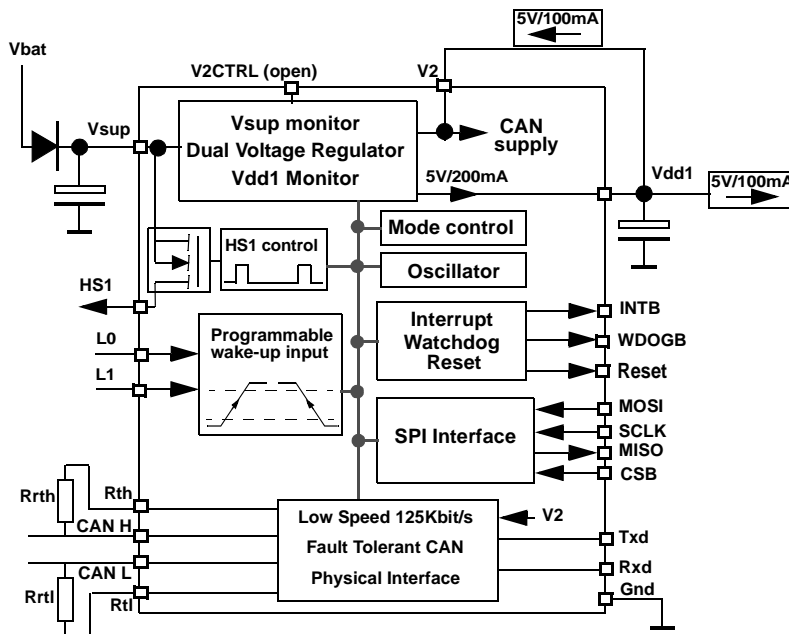 5V/100mA
Vbat
V2CTRL (open)
V2
Vsup
Vsup monitor
Dual Voltage Regulator
Vdd1 Monitor
CAN
supply
5V/200mA
Vdd1
5V/100mA
Mode control
HS1 control
Oscillator
HS1
INTB
L0
Programmable
wake-up input
Interrupt
Watchdog
Reset
WDOGB
L1
Reset
MOSI
SPI Interface
SCLK
MISO
CSB
Rrth
Rth
CAN H
Low Speed 125Kbit/s
V2
Fault Tolerant CAN
Txd
CAN L
Physical Interface
Rxd
Rrtl
Rtl
Gnd